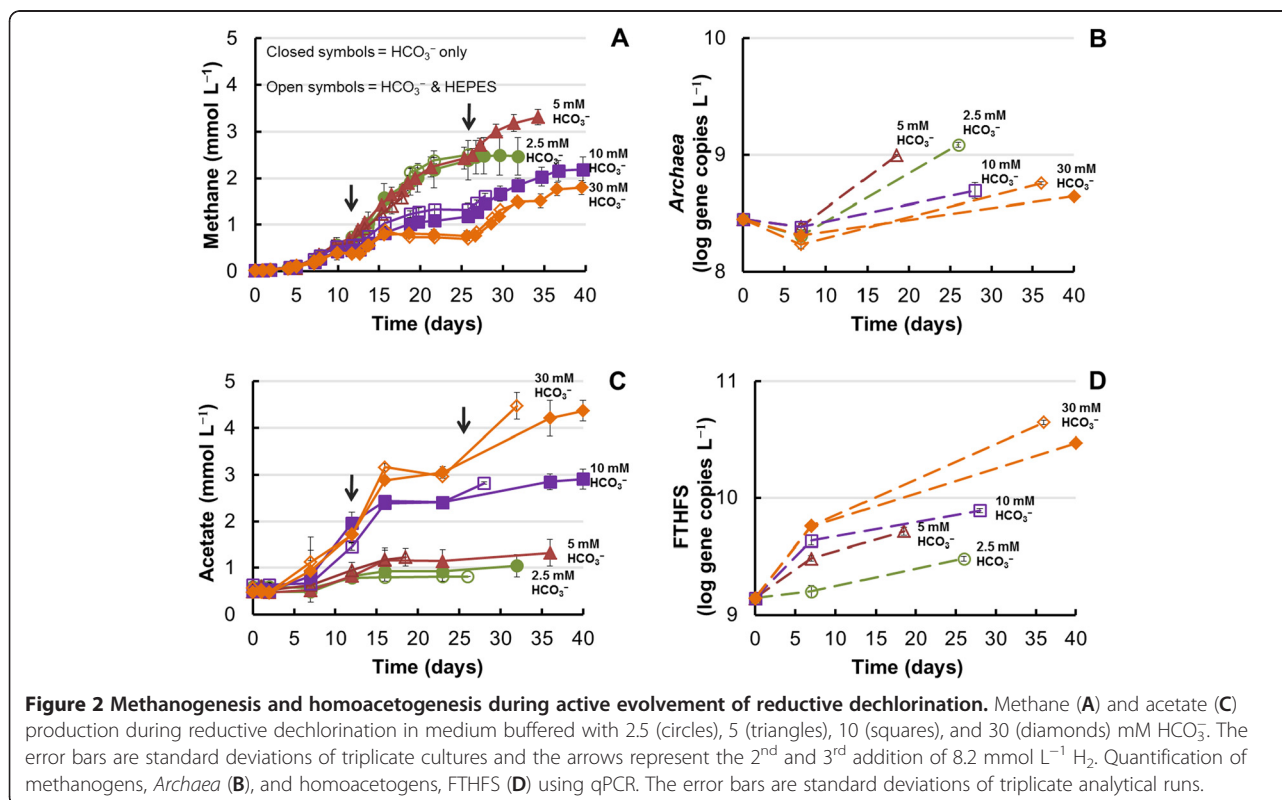 A
Closed symbols = HCO₃⁻ only
Open symbols = HCO₃⁻ & HEPES
5 mM
HCO₃⁻
2.5 mM
HCO₃⁻
10 mM
HCO₃⁻
30 mM
HCO₃⁻
Methane (mmol L⁻¹)
5
4
3
2
1
0
0 5 10 15 20 25 30 35 40
Time (days)
B
5 mM
HCO₃⁻
2.5 mM
HCO₃⁻
10 mM
HCO₃⁻
30 mM
HCO₃⁻
Archaea
(log gene copies L⁻¹)
10
9
8
0 5 10 15 20 25 30 35 40
Time (days)
C
30 mM
HCO₃⁻
10 mM
HCO₃⁻
5 mM
HCO₃⁻
2.5 mM
HCO₃⁻
Acetate (mmol L⁻¹)
5
4
3
2
1
0
0 5 10 15 20 25 30 35 40
Time (days)
D
30 mM
HCO₃⁻
10 mM
HCO₃⁻
5 mM
HCO₃⁻
2.5 mM
HCO₃⁻
FTHFS
(log gene copies L⁻¹)
11
10
9
0 5 10 15 20 25 30 35 40
Time (days)
Figure 2 Methanogenesis and homoacetogenesis during active evolvement of reductive dechlorination. Methane (A) and acetate (C)
production during reductive dechlorination in medium buffered with 2.5 (circles), 5 (triangles), 10 (squares), and 30 (diamonds) mM HCO₃⁻. The
error bars are standard deviations of triplicate cultures and the arrows represent the 2ⁿᵈ and 3ʳᵈ addition of 8.2 mmol L⁻¹ H₂. Quantification of
methanogens, Archaea (B), and homoacetogens, FTHFS (D) using qPCR. The error bars are standard deviations of triplicate analytical runs.